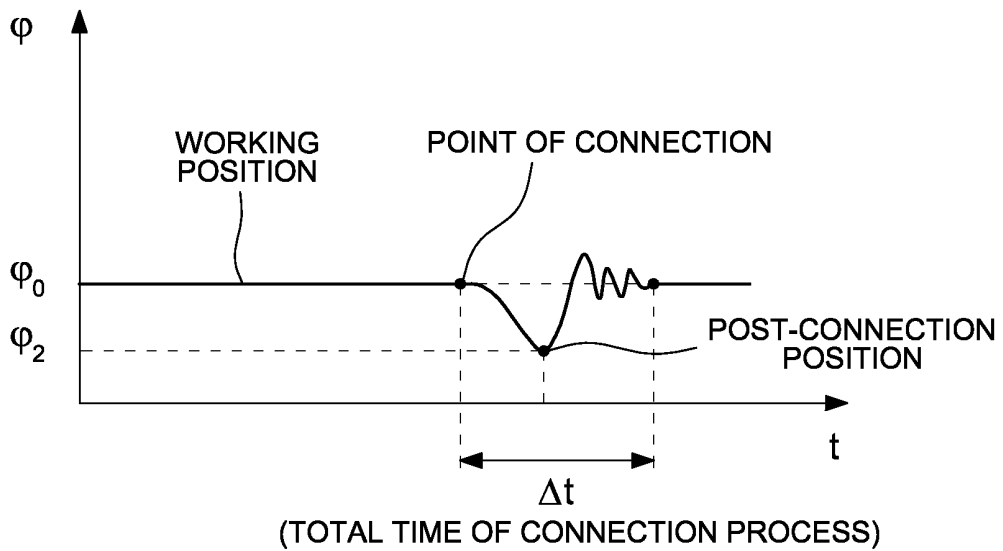 φ
WORKING
POSITION
POINT OF CONNECTION
φ0
φ2
POST-CONNECTION
POSITION
t
Δt
(TOTAL TIME OF CONNECTION PROCESS)